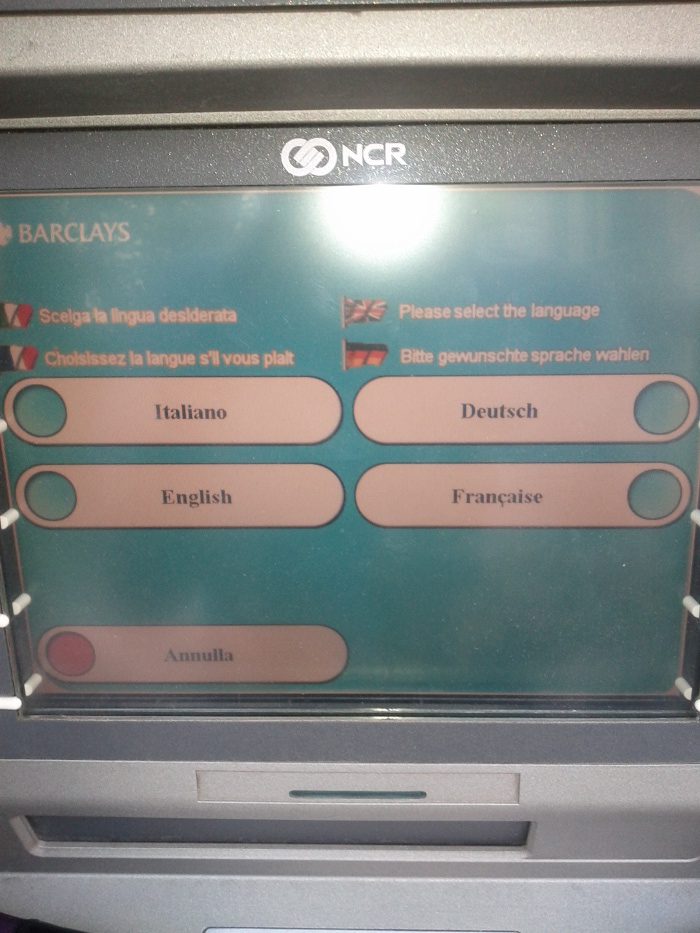 NCR
BARCLAYS
Scelga la lingua desiderata
Please select the language
Choisissez la langue s'il vous plait
Bitte gewunschte sprache wahlen
Italiano
Deutsch
English
Française
Annulla